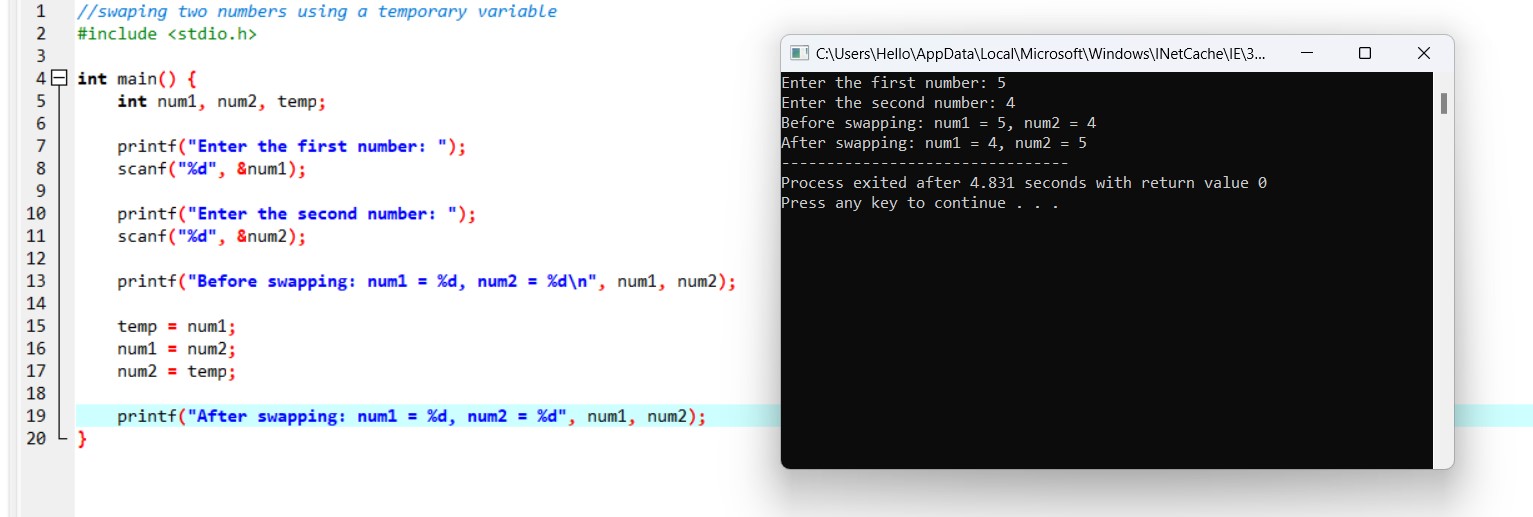 1 //swaping two numbers using a temporary variable
2 #include <stdio.h>
3
4 int main() {
5 int num1, num2, temp;
6
7 printf("Enter the first number: ");
8 scanf("%d", &num1);
9
10 printf("Enter the second number: ");
11 scanf("%d", &num2);
12
13 printf("Before swapping: num1 = %d, num2 = %d\n", num1, num2);
14
15 temp = num1;
16 num1 = num2;
17 num2 = temp;
18
19 printf("After swapping: num1 = %d, num2 = %d", num1, num2);
20 }
C:\Users\Hello\AppData\Local\Microsoft\Windows\INetCache\IE\3...
Enter the first number: 5
Enter the second number: 4
Before swapping: num1 = 5, num2 = 4
After swapping: num1 = 4, num2 = 5
--------------------------------
Process exited after 4.831 seconds with return value 0
Press any key to continue . . .